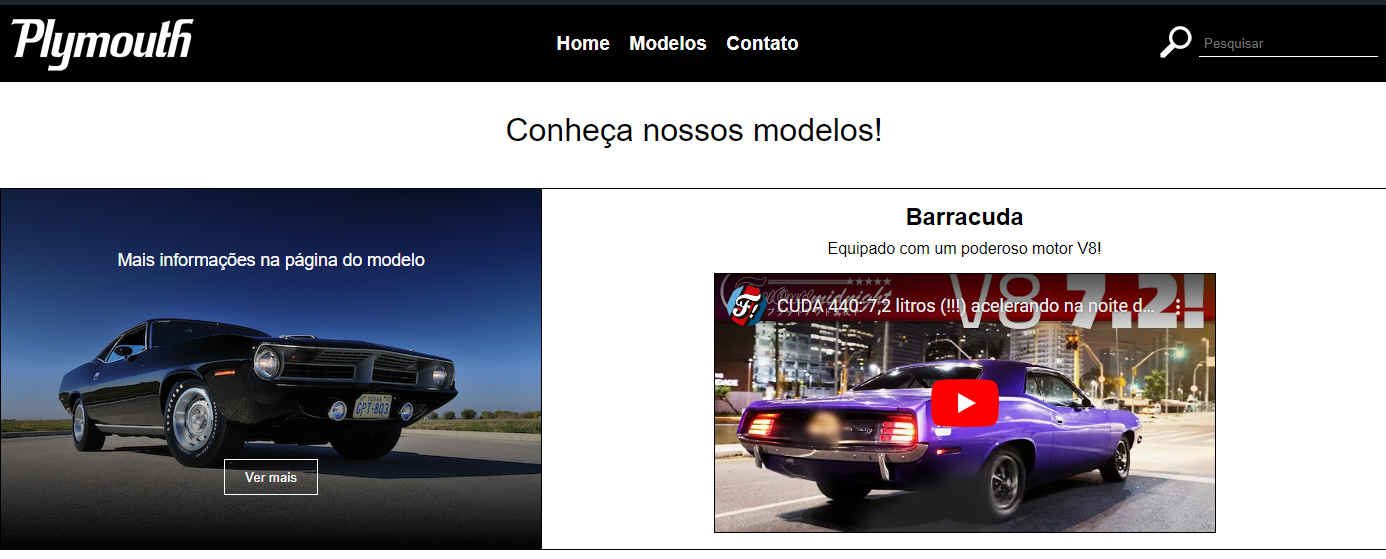 Plymouth
Home Modelos Contato
Pesquisar
Conheça nossos modelos!
Mais informações na página do modelo
TEXAS
GPT-803
Ver mais
Barracuda
Equipado com um poderoso motor V8!
CUDA 440: 7,2 litros (!!!) acelerando na noite d...
V8 7.2!